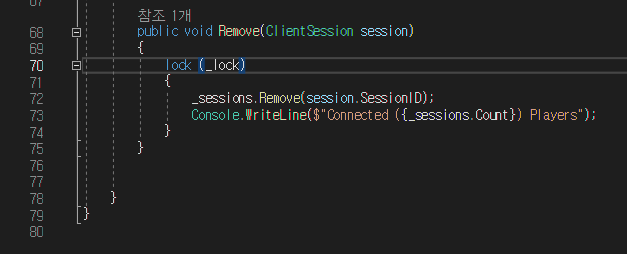 67
참조 1개
68 public void Remove(ClientSession session)
69 {
70 lock (_lock)
71 {
72 _sessions.Remove(session.SessionID);
73 Console.WriteLine($"Connected ({_sessions.Count}) Players");
74 }
75 }
76
77
78 }
79 }
80